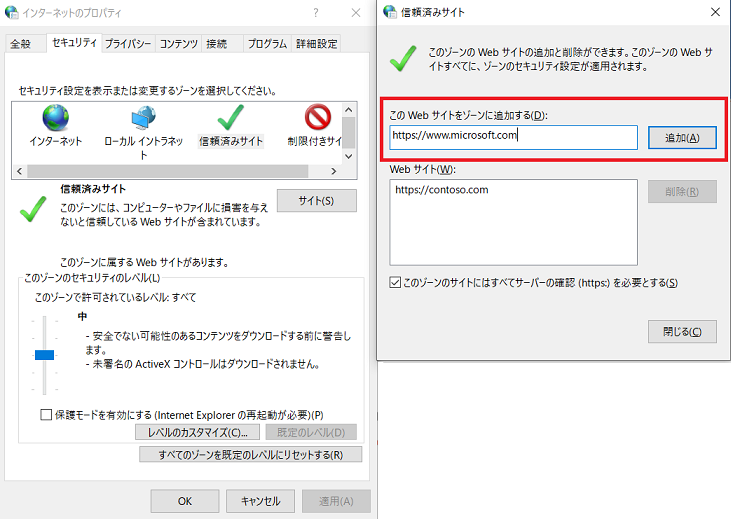 インターネットのプロパティ
?
全般
セキュリティ
プライバシー
コンテンツ
接続
プログラム
詳細設定
セキュリティ設定を表示または変更するゾーンを選択してください。
インターネット
ローカル イントラネッ
ト
信頼済みサイト
制限付きサイ
信頼済みサイト
このゾーンには、コンピューターやファイルに損害を与え
ないと信頼している Web サイトが含まれています。
サイト(S)
このゾーンに属する Web サイトがあります。
このゾーンのセキュリティのレベル(L)
このゾーンで許可されているレベル: すべて
中
- 安全でない可能性のあるコンテンツをダウンロードする前に警告し
ます。
- 未署名の ActiveX コントロールはダウンロードされません。
保護モードを有効にする (Internet Explorer の再起動が必要)(P)
レベルのカスタマイズ(C)...
既定のレベル(D)
すべてのゾーンを既定のレベルにリセットする(R)
OK
キャンセル
適用(A)
信頼済みサイト
このゾーンの Web サイトの追加と削除ができます。このゾーンの Web サ
イトすべてに、ゾーンのセキュリティ設定が適用されます。
この Web サイトをゾーンに追加する(D):
https://www.microsoft.com
追加(A)
Web サイト(W):
https://contoso.com
削除(R)
このゾーンのサイトにはすべてサーバーの確認 (https:) を必要とする(S)
閉じる(C)